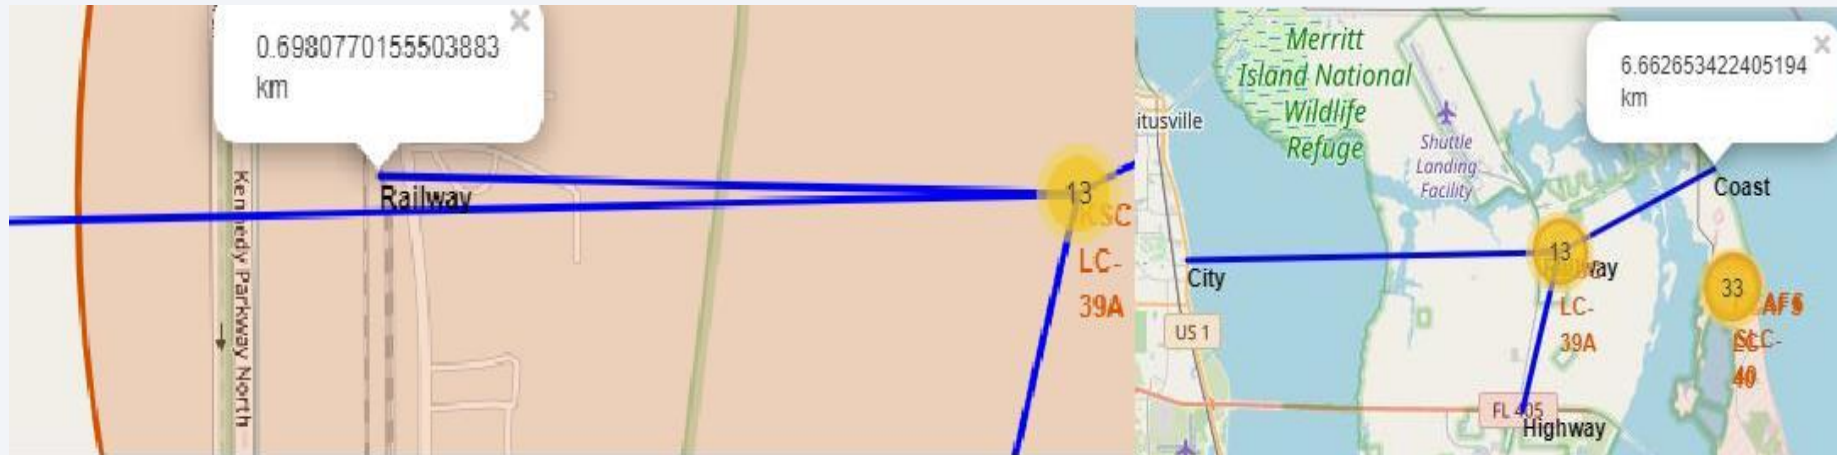 0.6980770155503883
km
Railway
Kennedy Parkway North
13
KSC
LC-
39A
Merritt
Island National
Wildlife
Refuge
itusville
Shuttle
Landing
Facility
6.662653422405194
km
Coast
City
13
LC-
39A
33
US 1
FL 405
Highway